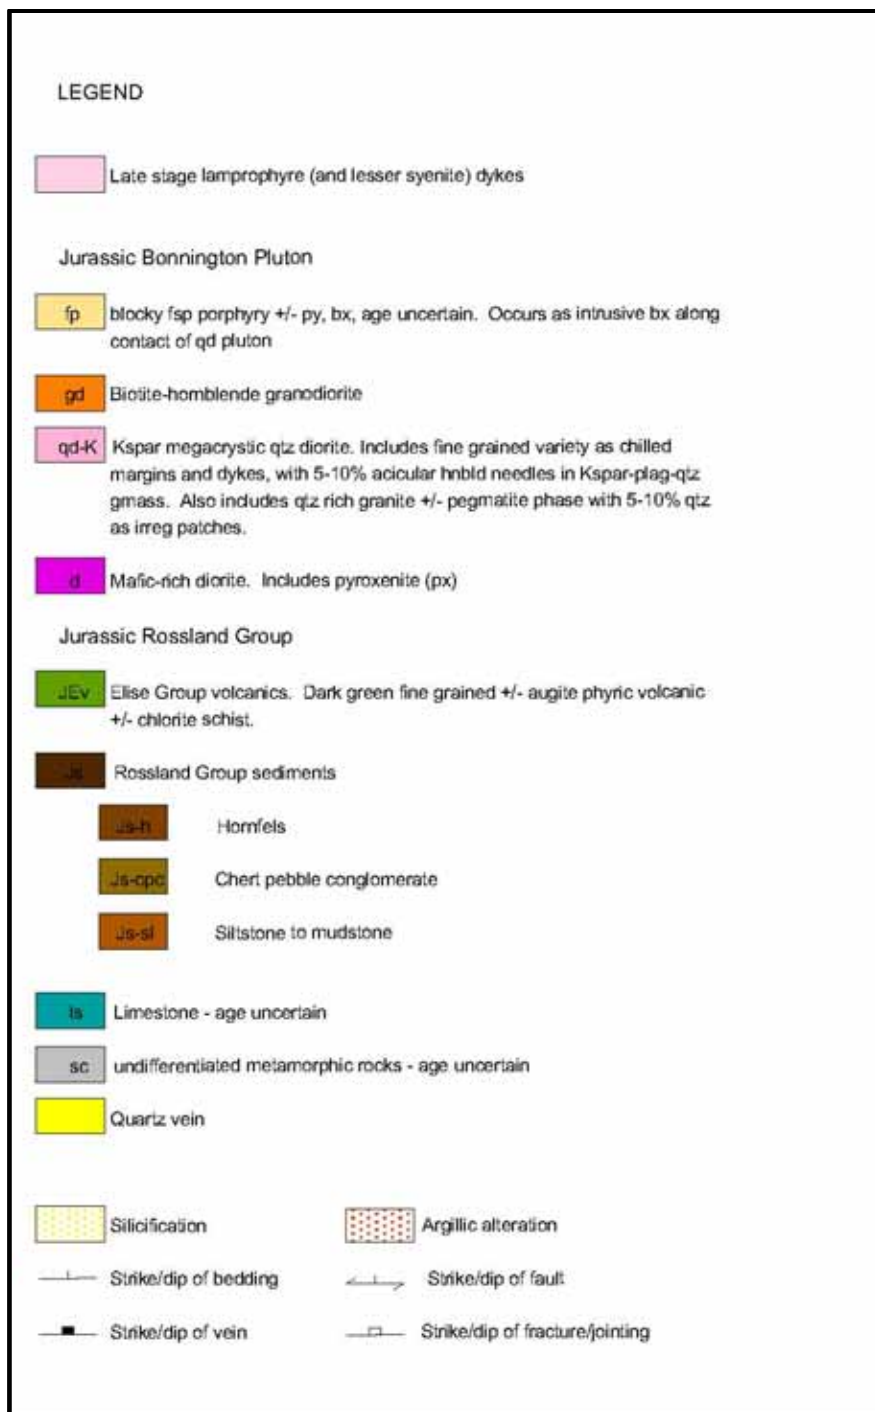 LEGEND
Late stage lamprophyre (and lesser syenite) dykes
Jurassic Bonnington Pluton
fp blocky fsp porphyry +/- py, bx, age uncertain. Occurs as intrusive bx along
contact of qd pluton
gd Biotite-hornblende granodiorite
qd-K Kspar megacrystic qtz diorite. Includes fine grained variety as chilled
margins and dykes, with 5-10% acicular hnbld needles in Kspar-plag-qtz
gmass. Also includes qtz rich granite +/- pegmatite phase with 5-10% qtz
as irreg patches.
d Mafic-rich diorite. Includes pyroxenite (px)
Jurassic Rossland Group
JEv Elise Group volcanics. Dark green fine grained +/- augite phyric volcanic
+/- chlorite schist.
Js Rossland Group sediments
Js-h Hornfels
Js-cpc Chert pebble conglomerate
Js-sl Siltstone to mudstone
ls Limestone - age uncertain
sc undifferentiated metamorphic rocks - age uncertain
Quartz vein
Silicification Argillic alteration
Strike/dip of bedding Strike/dip of fault
Strike/dip of vein Strike/dip of fracture/jointing